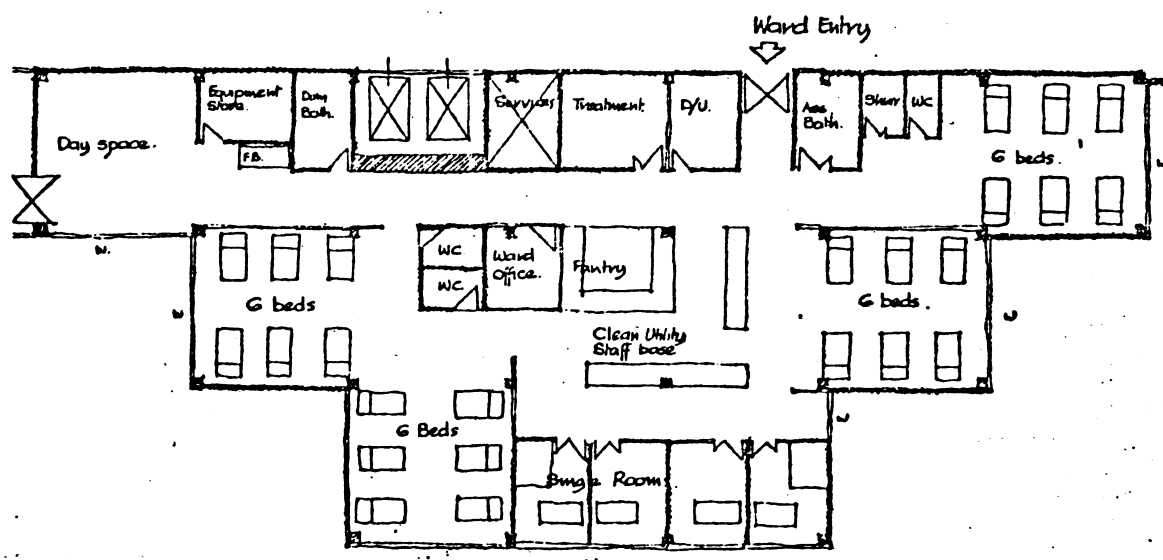 Ward Entry
Equipment
Store
Dom
Bath.
Services
Treatment.
D/U.
Ass
Bath.
Shwr
WC
Day space.
F.B.
6 beds.
W.
WC
WC
Ward
Office.
Pantry
6 beds
6 beds.
Clean Utility
Staff base
6 Beds
Single Room